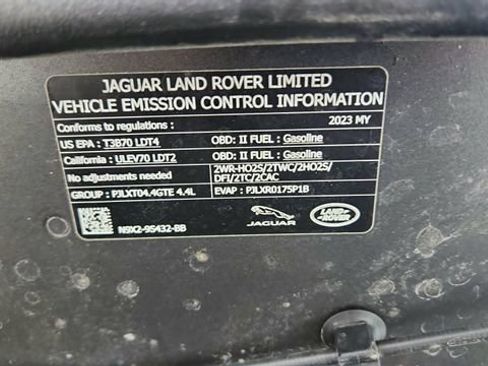 JAGUAR LAND ROVER LIMITED
VEHICLE EMISSION CONTROL INFORMATION
Conforms to regulations : 2023 MY
US EPA : T3B70 LDT4 OBD: II FUEL : Gasoline
California : ULEV70 LDT2 OBD: II FUEL : Gasoline
No adjustments needed 2WR-HO2S/2TWC/2HO2S/
DFI/2TC/2CAC
GROUP : PJLXT04.4GTE 4.4L EVAP : PJLXR0175P1B
N9X2-9S432-BB
JAGUAR
LAND ROVER